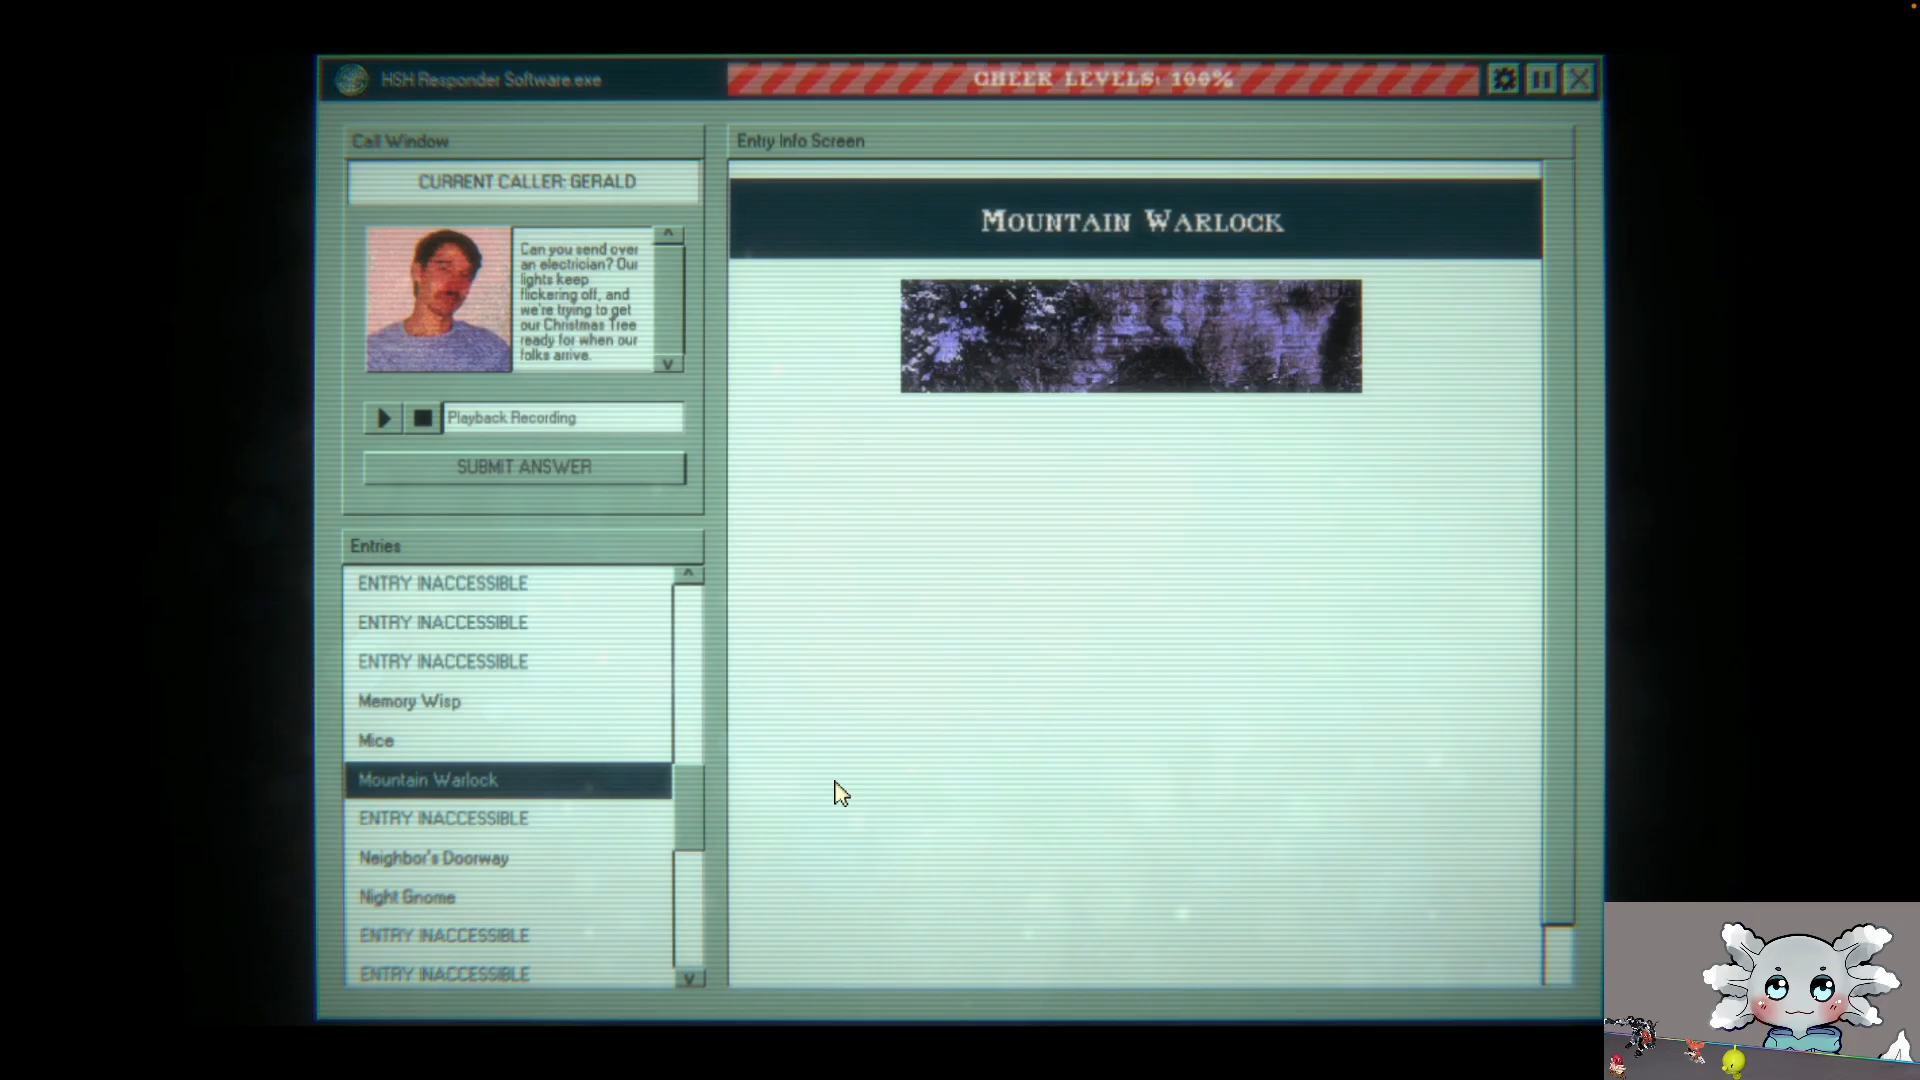 HSH Responder Software.exe
CHEER LEVELS: 100%
Call Window
CURRENT CALLER: GERALD
Can you send over
an electrician? Our
lights keep
flickering off, and
we're trying to get
our Christmas Tree
ready for when our
folks arrive.
Playback Recording
SUBMIT ANSWER
Entries
ENTRY INACCESSIBLE
ENTRY INACCESSIBLE
ENTRY INACCESSIBLE
Memory Wisp
Mice
Mountain Warlock
ENTRY INACCESSIBLE
Neighbor's Doorway
Night Gnome
ENTRY INACCESSIBLE
ENTRY INACCESSIBLE
Entry Info Screen
MOUNTAIN WARLOCK